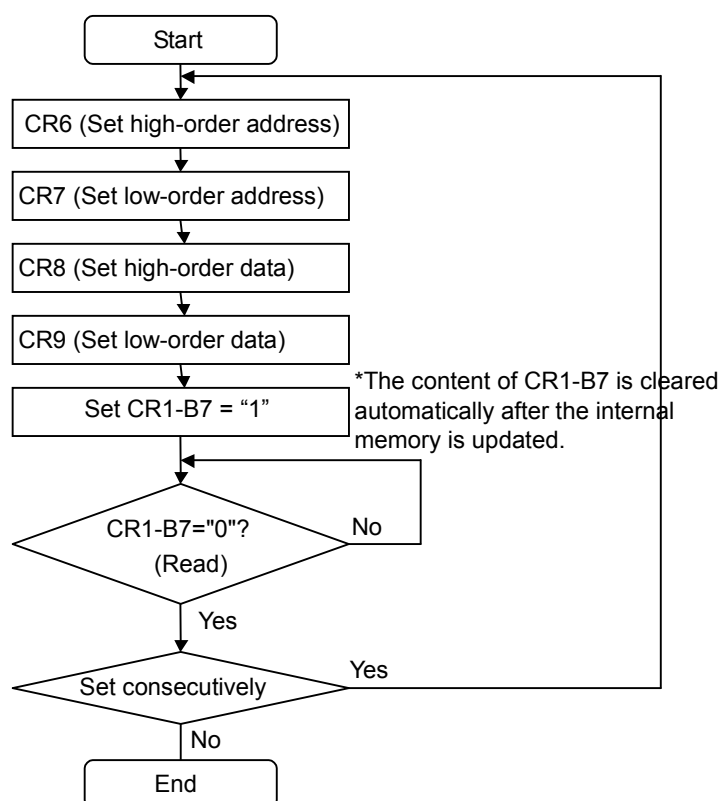 Start
CR6 (Set high-order address)
CR7 (Set low-order address)
CR8 (Set high-order data)
CR9 (Set low-order data)
Set CR1-B7 = “1”
*The content of CR1-B7 is cleared
automatically after the internal
memory is updated.
CR1-B7="0"?
(Read)
No
Yes
Set consecutively
Yes
No
End